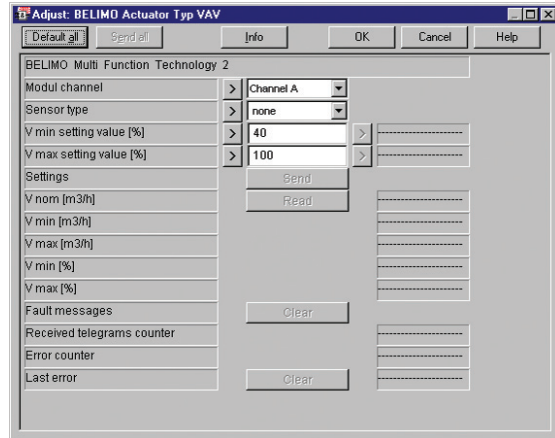 Adjust: BELIMO Actuator Typ VAV
Default all Send all Info OK Cancel Help
BELIMO Multi Function Technology 2
Modul channel > Channel A
Sensor type > none
V min setting value [%] > 40 > ----------------------
V max setting value [%] > 100 > ----------------------
Settings Send
V nom [m3/h] Read ----------------------
V min [m3/h] ----------------------
V max [m3/h] ----------------------
V min [%] ----------------------
V max [%] ----------------------
Fault messages Clear
Received telegrams counter ----------------------
Error counter ----------------------
Last error Clear ----------------------